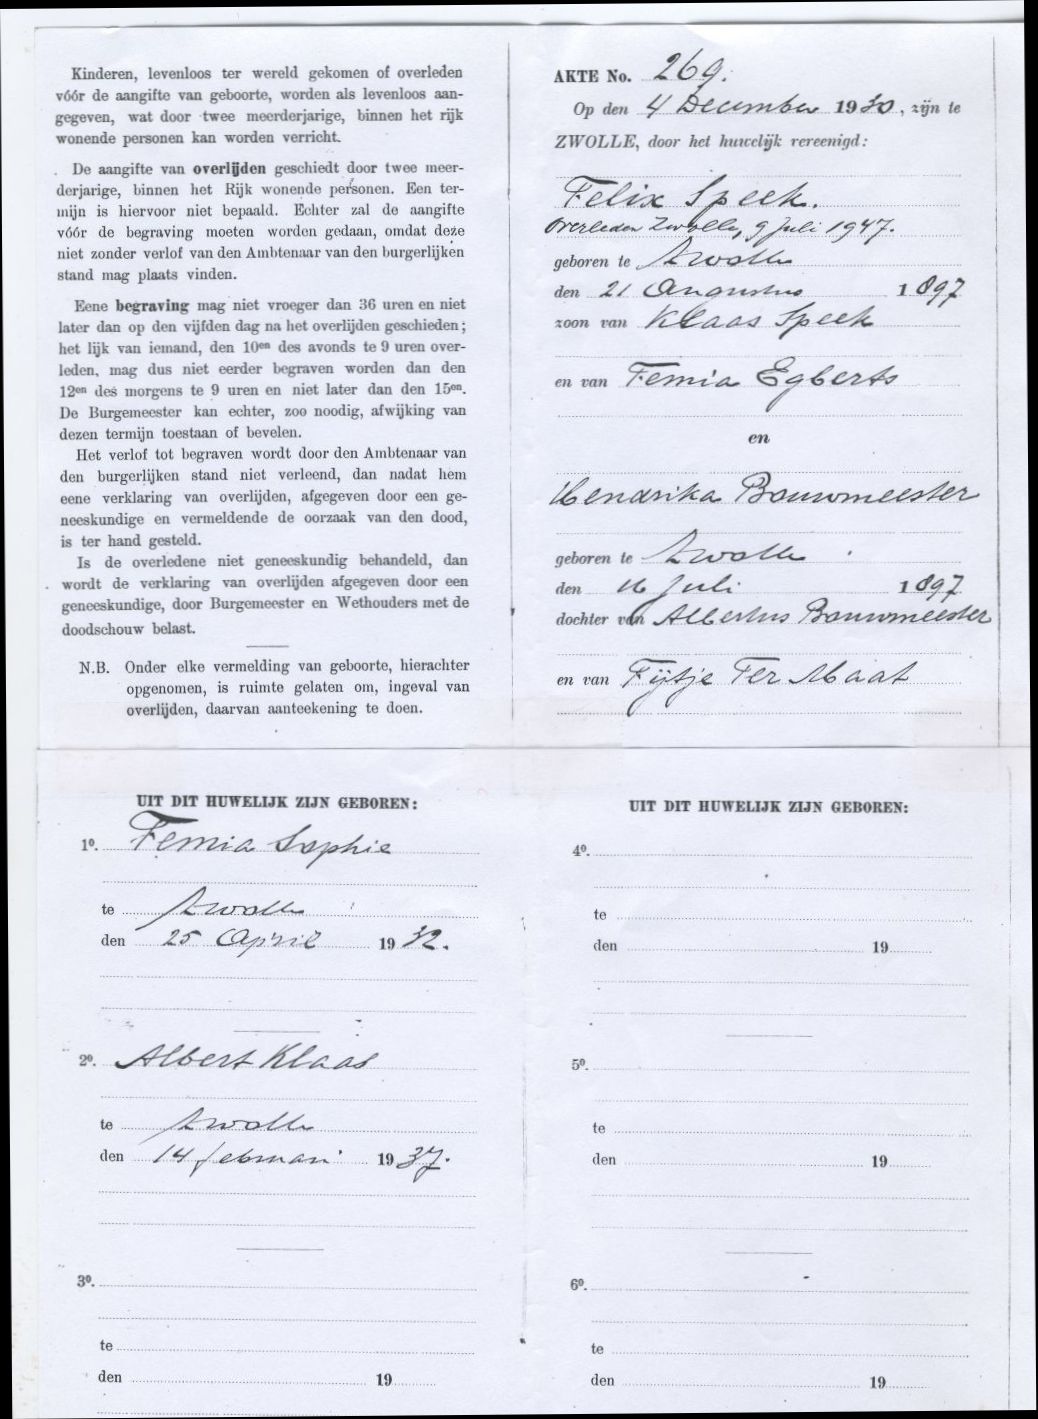 Kinderen, levenloos ter wereld gekomen of overleden
vóór de aangifte van geboorte, worden als levenloos aan-
gegeven, wat door twee meerderjarige, binnen het rijk
wonende personen kan worden verricht.
De aangifte van overlijden geschiedt door twee meer-
derjarige, binnen het Rijk wonende personen. Een ter-
mijn is hiervoor niet bepaald. Echter zal de aangifte
vóór de begraving moeten worden gedaan, omdat deze
niet zonder verlof van den Ambtenaar van den burgerlijken
stand mag plaats vinden.
Eene begraving mag niet vroeger dan 36 uren en niet
later dan op den vijfden dag na het overlijden geschieden;
het lijk van iemand, den 10en des avonds te 9 uren over-
leden, mag dus niet eerder begraven worden dan den
12en des morgens te 9 uren en niet later dan den 15en.
De Burgemeester kan echter, zoo noodig, afwijking van
dezen termijn toestaan of bevelen.
Het verlof tot begraven wordt door den Ambtenaar van
den burgerlijken stand niet verleend, dan nadat hem
eene verklaring van overlijden, afgegeven door een ge-
neeskundige en vermeldende de oorzaak van den dood,
is ter hand gesteld.
Is de overledene niet geneeskundig behandeld, dan
wordt de verklaring van overlijden afgegeven door een
geneeskundige, door Burgemeester en Wethouders met de
doodschouw belast.
N.B. Onder elke vermelding van geboorte, hierachter
opgenomen, is ruimte gelaten om, ingeval van
overlijden, daarvan aanteekening te doen.
AKTE No. 269.
Op den 4 December 1930, zijn te
ZWOLLE, door het huwelijk vereenigd:
Felix Speek.
Overleden Zwolle, 9 Juli 1947.
geboren te Zwolle
den 21 Augustus 1897
zoon van Klaas Speek
en van Femia Egberts
en
Hendrika Bouwmeester
geboren te Zwolle
den 16 Juli 1897
dochter van Albertus Bouwmeester
en van Fijtje Ter Maat
UIT DIT HUWELIJK ZIJN GEBOREN:
1o. Femia Sophie
te Zwolle
den 25 April 1932.
2o. Albert Klaas
te Zwolle
den 14 februari 1937.
3o.
te
den 19
UIT DIT HUWELIJK ZIJN GEBOREN:
4o.
te
den 19
5o.
te
den 19
6o.
te
den 19